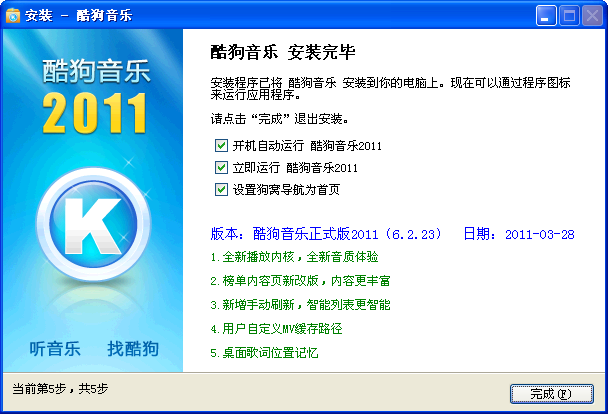 安装 - 酷狗音乐
酷狗音乐
2011
K
听音乐 找酷狗
酷狗音乐 安装完毕
安装程序已将 酷狗音乐 安装到你的电脑上。现在可以通过程序图标
来运行应用程序。
请点击“完成”退出安装。
开机自动运行 酷狗音乐2011
立即运行 酷狗音乐2011
设置狗窝导航为首页
版本：酷狗音乐正式版2011（6.2.23） 日期：2011-03-28
1.全新播放内核，全新音质体验
2.榜单内容页新改版，内容更丰富
3.新增手动刷新，智能列表更智能
4.用户自定义MV缓存路径
5.桌面歌词位置记忆
当前第5步，共5步
完成(F)